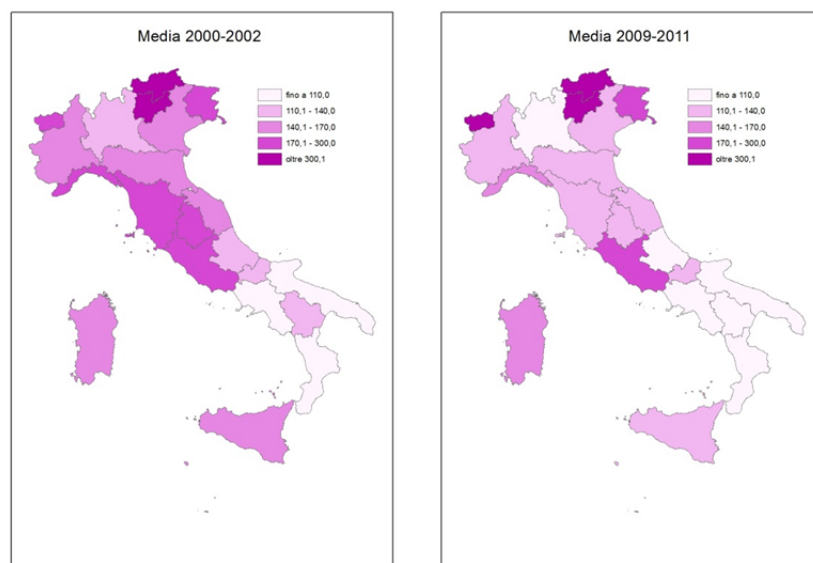 Media 2000-2002
fino a 110,0
110,1 - 140,0
140,1 - 170,0
170,1 - 300,0
oltre 300,1
Media 2009-2011
fino a 110,0
110,1 - 140,0
140,1 - 170,0
170,1 - 300,0
oltre 300,1